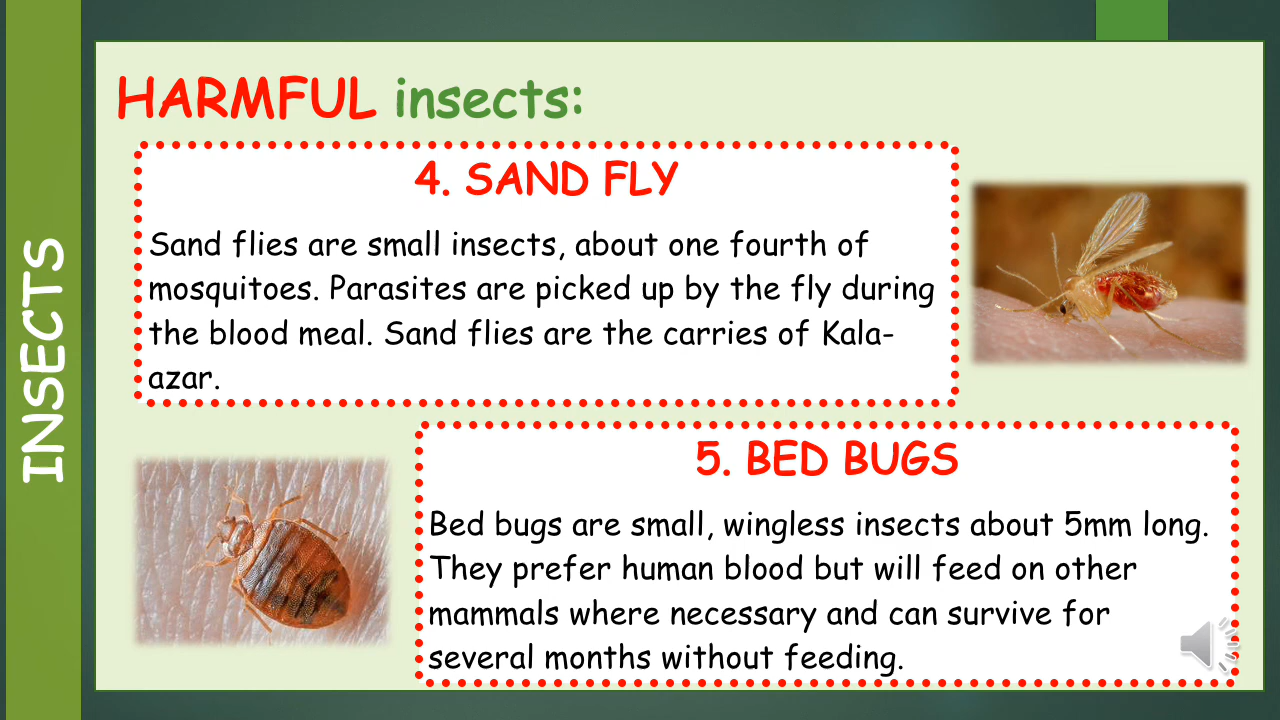 INSECTS
HARMFUL insects:
4. SAND FLY
Sand flies are small insects, about one fourth of
mosquitoes. Parasites are picked up by the fly during
the blood meal. Sand flies are the carries of Kala-
azar.
5. BED BUGS
Bed bugs are small, wingless insects about 5mm long.
They prefer human blood but will feed on other
mammals where necessary and can survive for
several months without feeding.